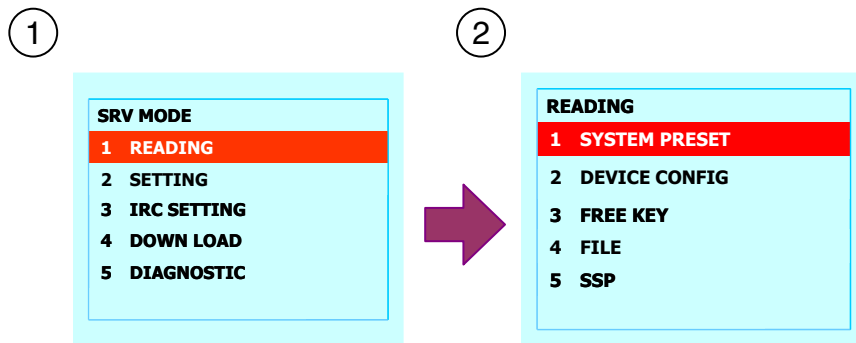 1
SRV MODE
1 READING
2 SETTING
3 IRC SETTING
4 DOWN LOAD
5 DIAGNOSTIC
2
READING
1 SYSTEM PRESET
2 DEVICE CONFIG
3 FREE KEY
4 FILE
5 SSP